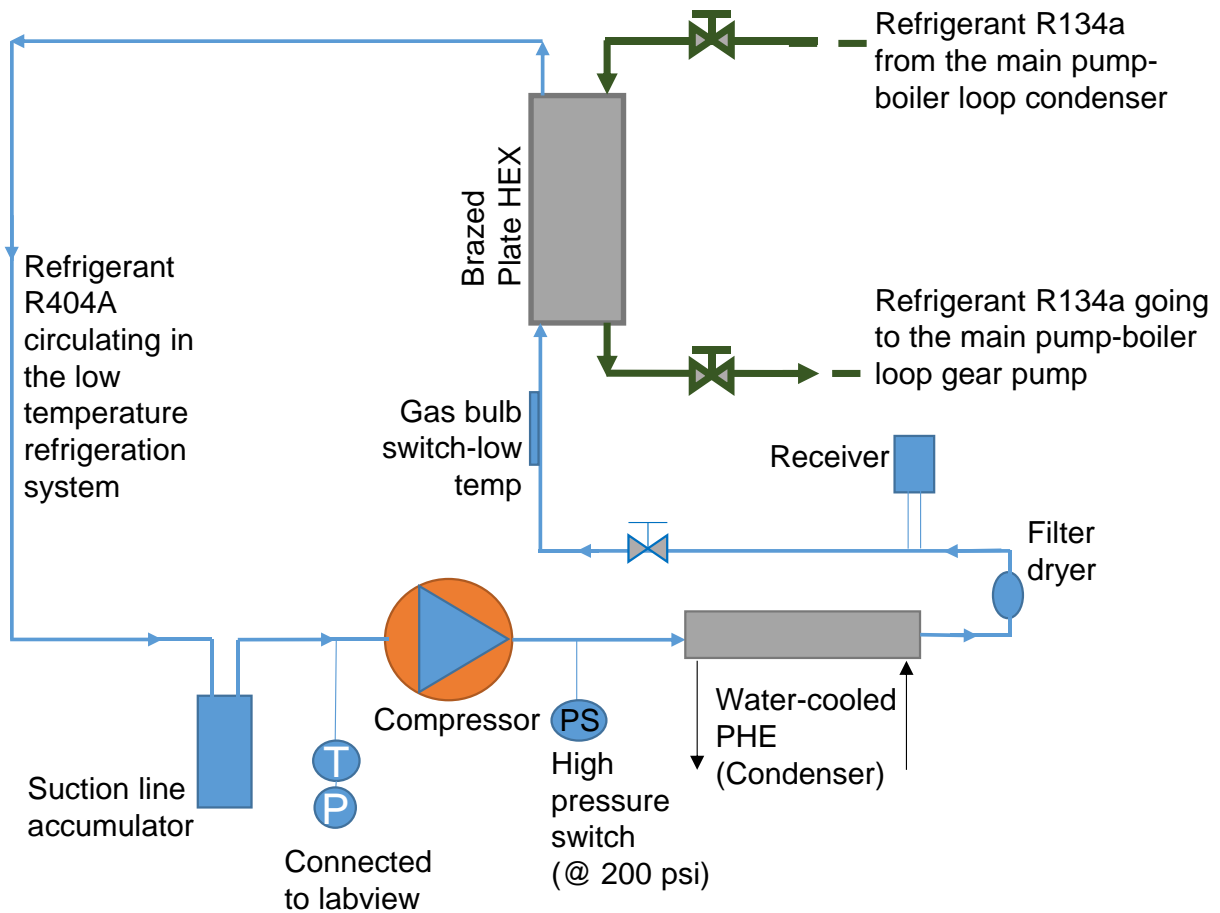 Refrigerant R134a
from the main pump-
boiler loop condenser
Brazed
Plate HEX
Refrigerant
R404A
circulating in
the low
temperature
refrigeration
system
Refrigerant R134a going
to the main pump-boiler
loop gear pump
Gas bulb
switch-low
temp
Receiver
Filter
dryer
Compressor
PS
Water-cooled
PHE
(Condenser)
T
P
High
pressure
switch
(@ 200 psi)
Suction line
accumulator
Connected
to labview